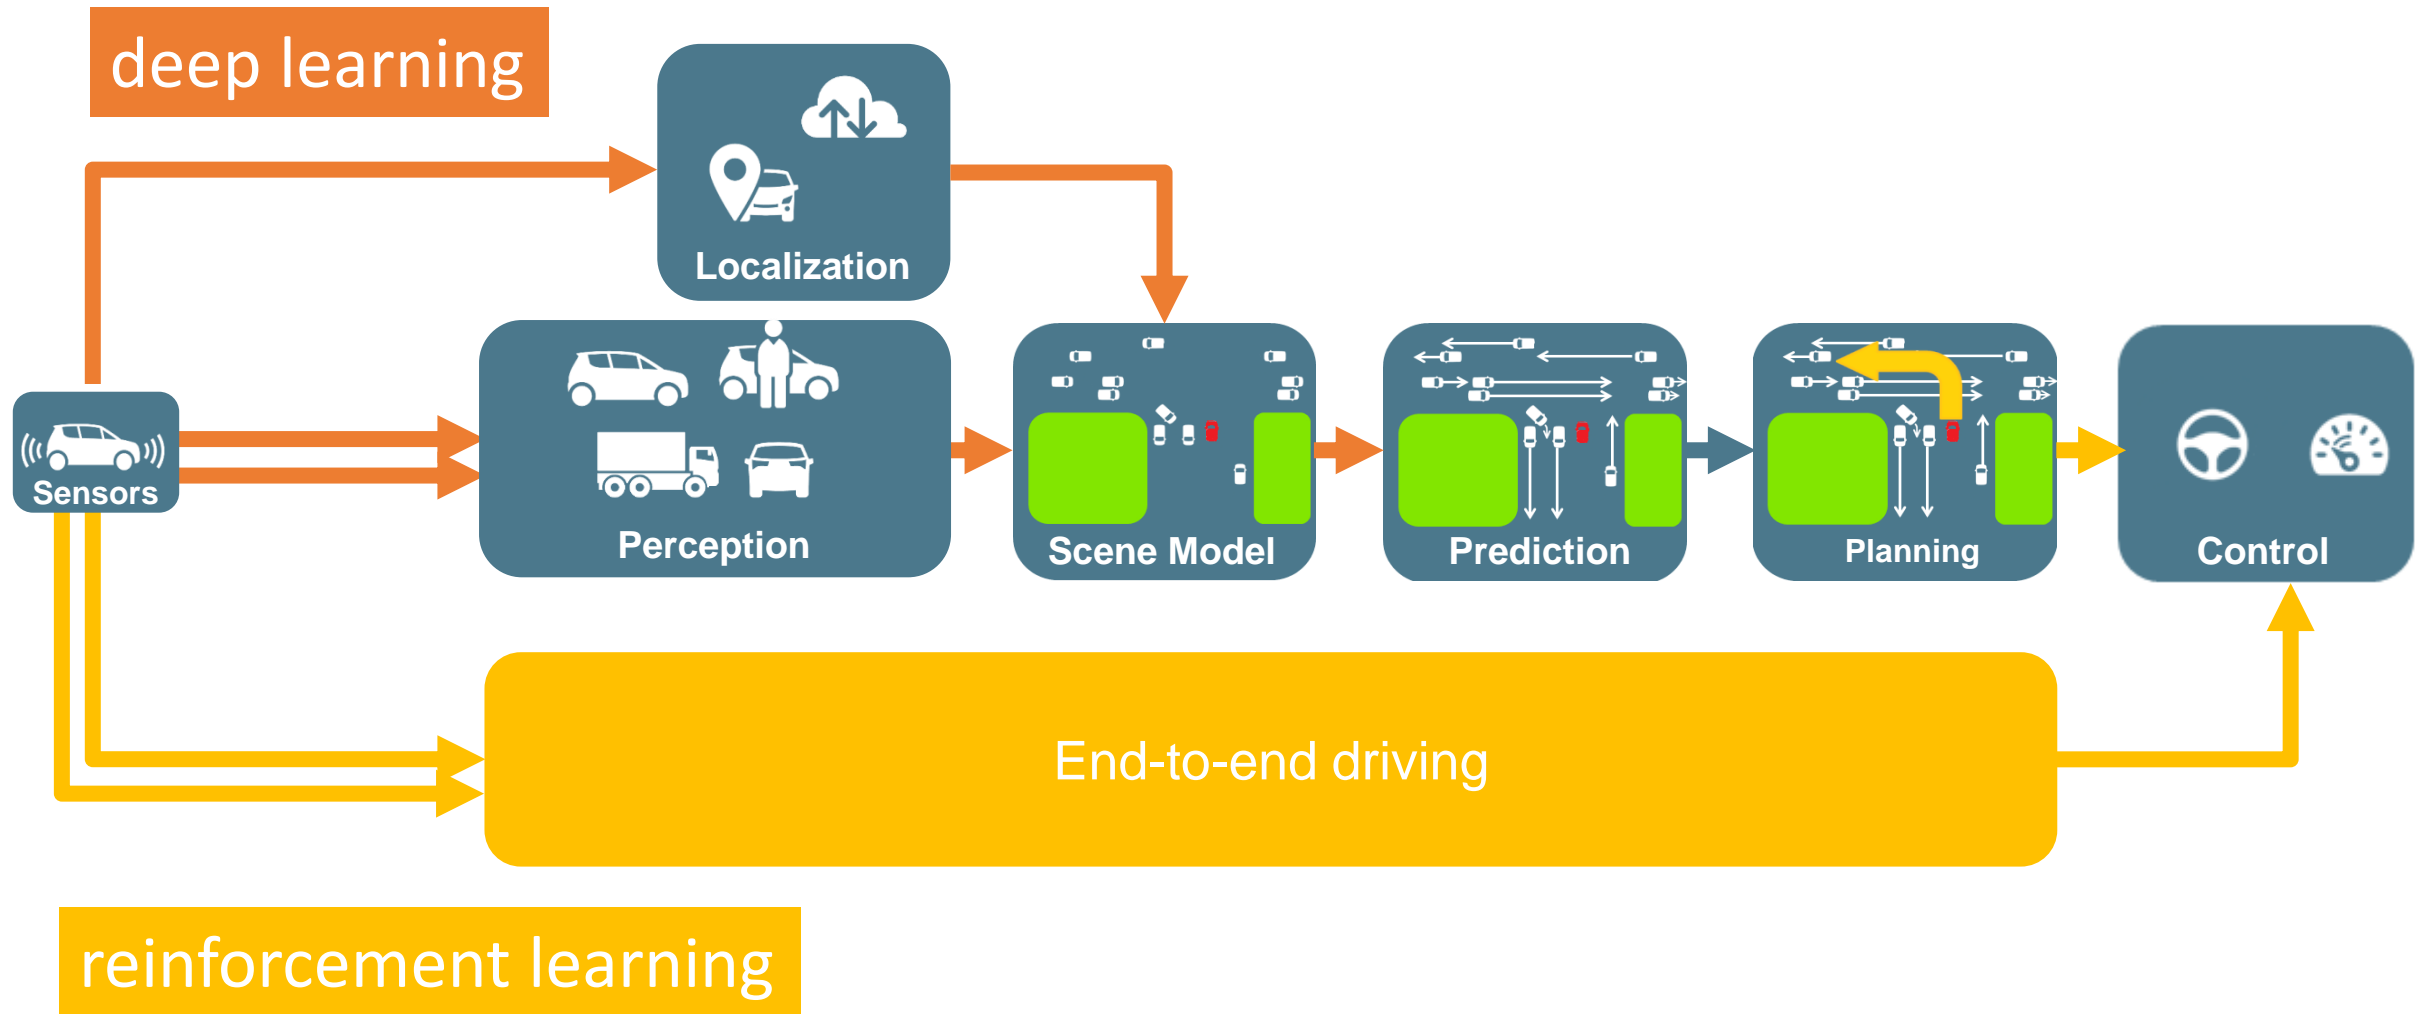 deep learning
Localization
Sensors
Perception
Scene Model
Prediction
Planning
Control
End-to-end driving
reinforcement learning